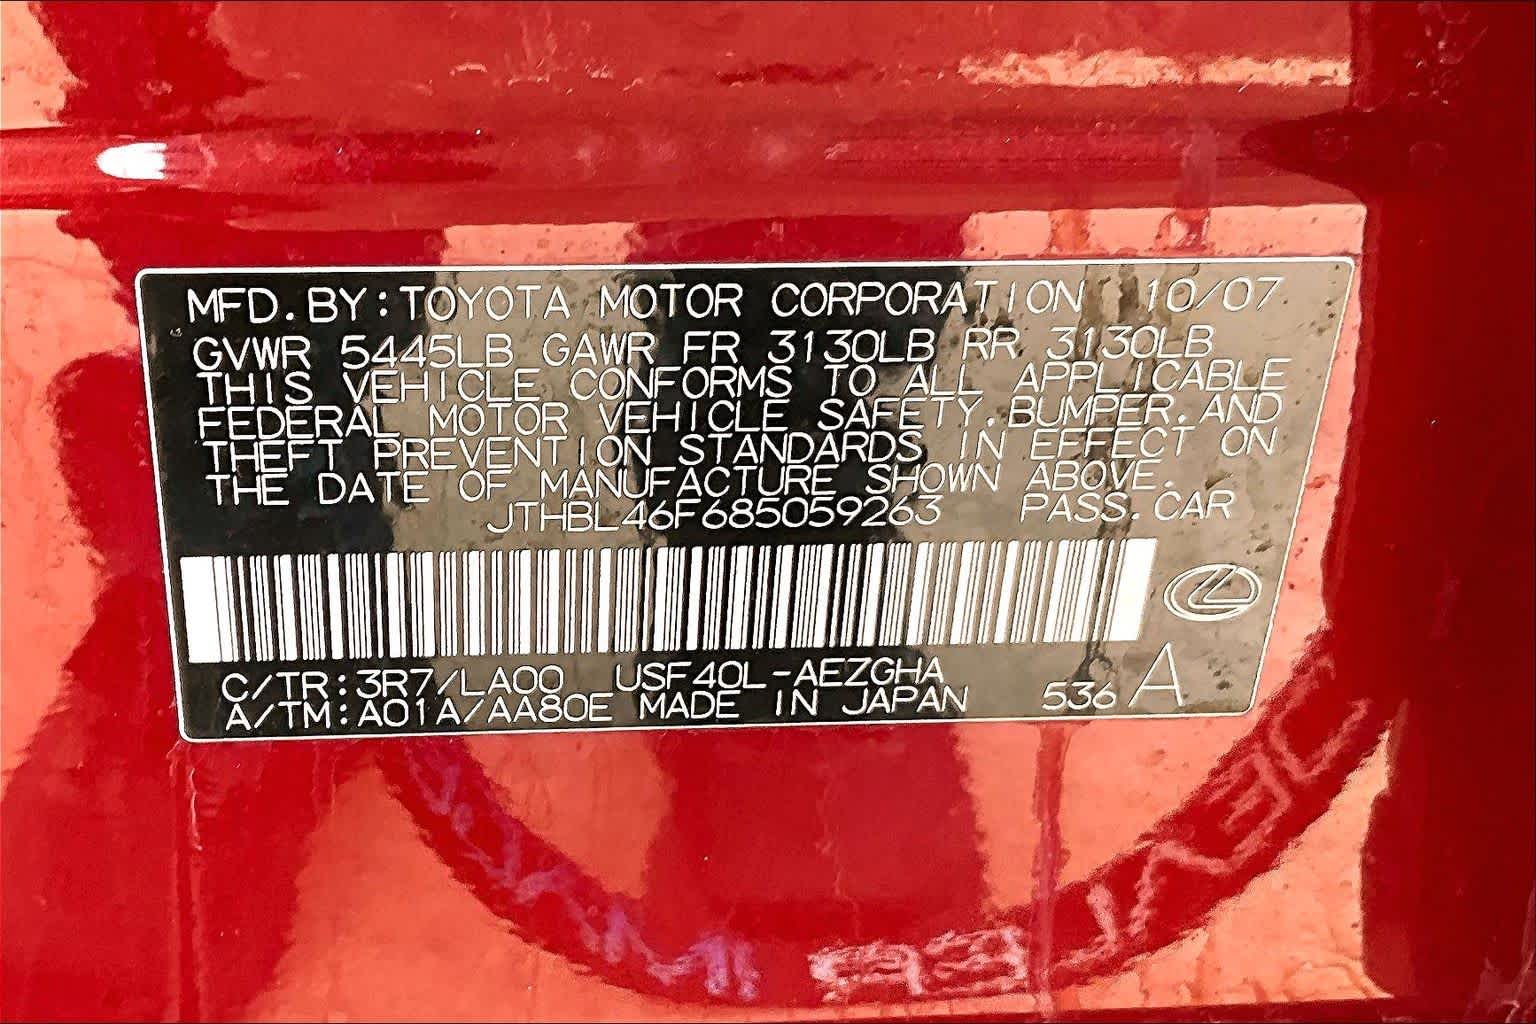 MFD. BY: TOYOTA MOTOR CORPORATION 10/07
GVWR 5445LB GAWR FR 3130LB RR 3130LB
THIS VEHICLE CONFORMS TO ALL APPLICABLE
FEDERAL MOTOR VEHICLE SAFETY, BUMPER, AND
THEFT PREVENTION STANDARDS IN EFFECT ON
THE DATE OF MANUFACTURE SHOWN ABOVE.
JTHBL46F685059263 PASS. CAR
C/TR: 3R7/LA00 USF40L-AEZGHA
A/TM: A01A/AA80E MADE IN JAPAN 536 A